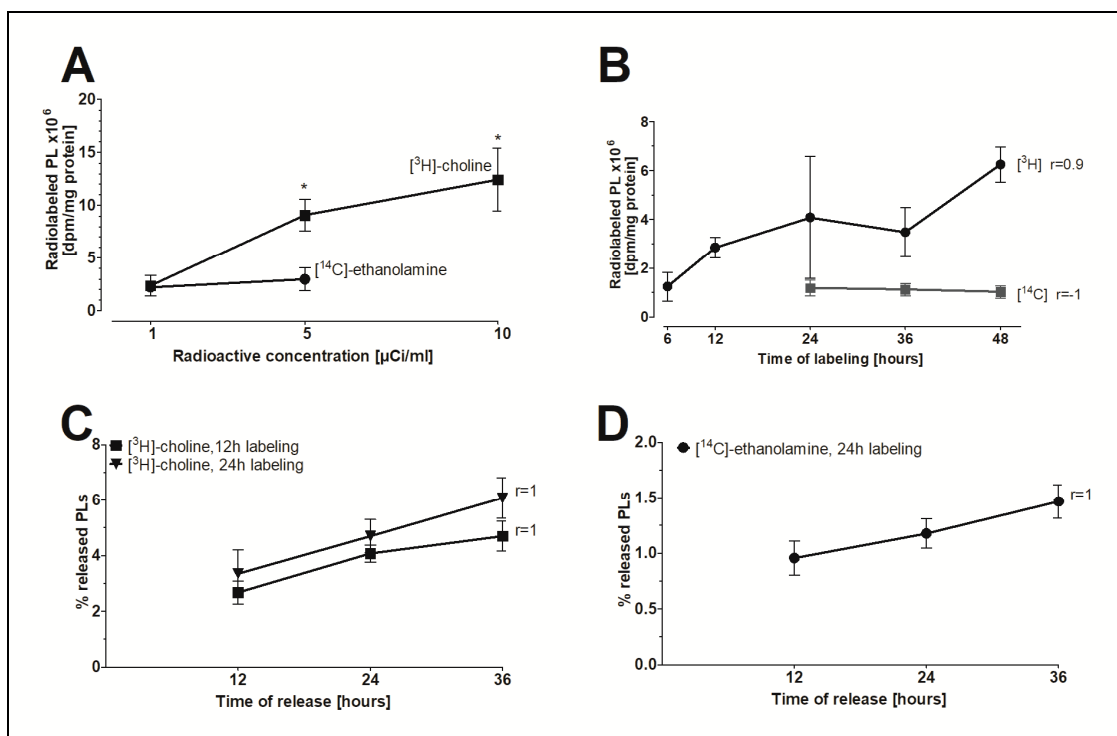 A
Radiolabeled PL x10⁶
[dpm/mg protein]
20
15
10
5
0
*
*
[³H]-choline
[¹⁴C]-ethanolamine
1
5
10
Radioactive concentration [µCi/ml]
B
Radiolabeled PL x10⁶
[dpm/mg protein]
8
6
4
2
0
[³H] r=0.9
[¹⁴C] r=-1
6
12
24
36
48
Time of labeling [hours]
C
[³H]-choline,12h labeling
[³H]-choline, 24h labeling
% released PLs
8
6
4
2
0
r=1
r=1
12
24
36
Time of release [hours]
D
[¹⁴C]-ethanolamine, 24h labeling
% released PLs
2.0
1.5
1.0
0.5
0.0
r=1
12
24
36
Time of release [hours]